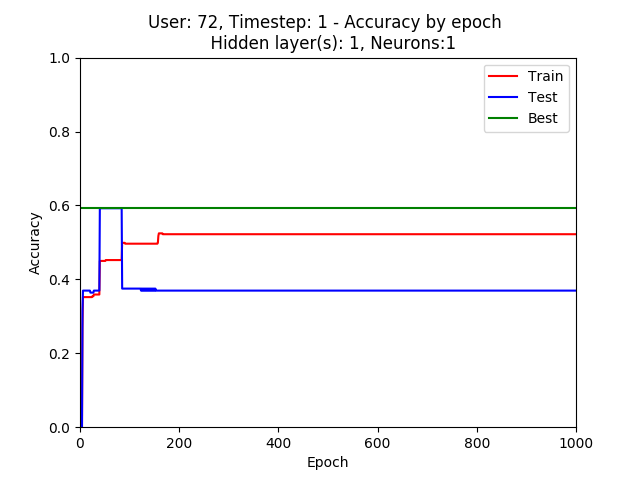 User: 72, Timestep: 1 - Accuracy by epoch
Hidden layer(s): 1, Neurons:1
Train
Test
Best
1.0
0.8
0.6
0.4
0.2
0.0
Accuracy
0 200 400 600 800 1000
Epoch